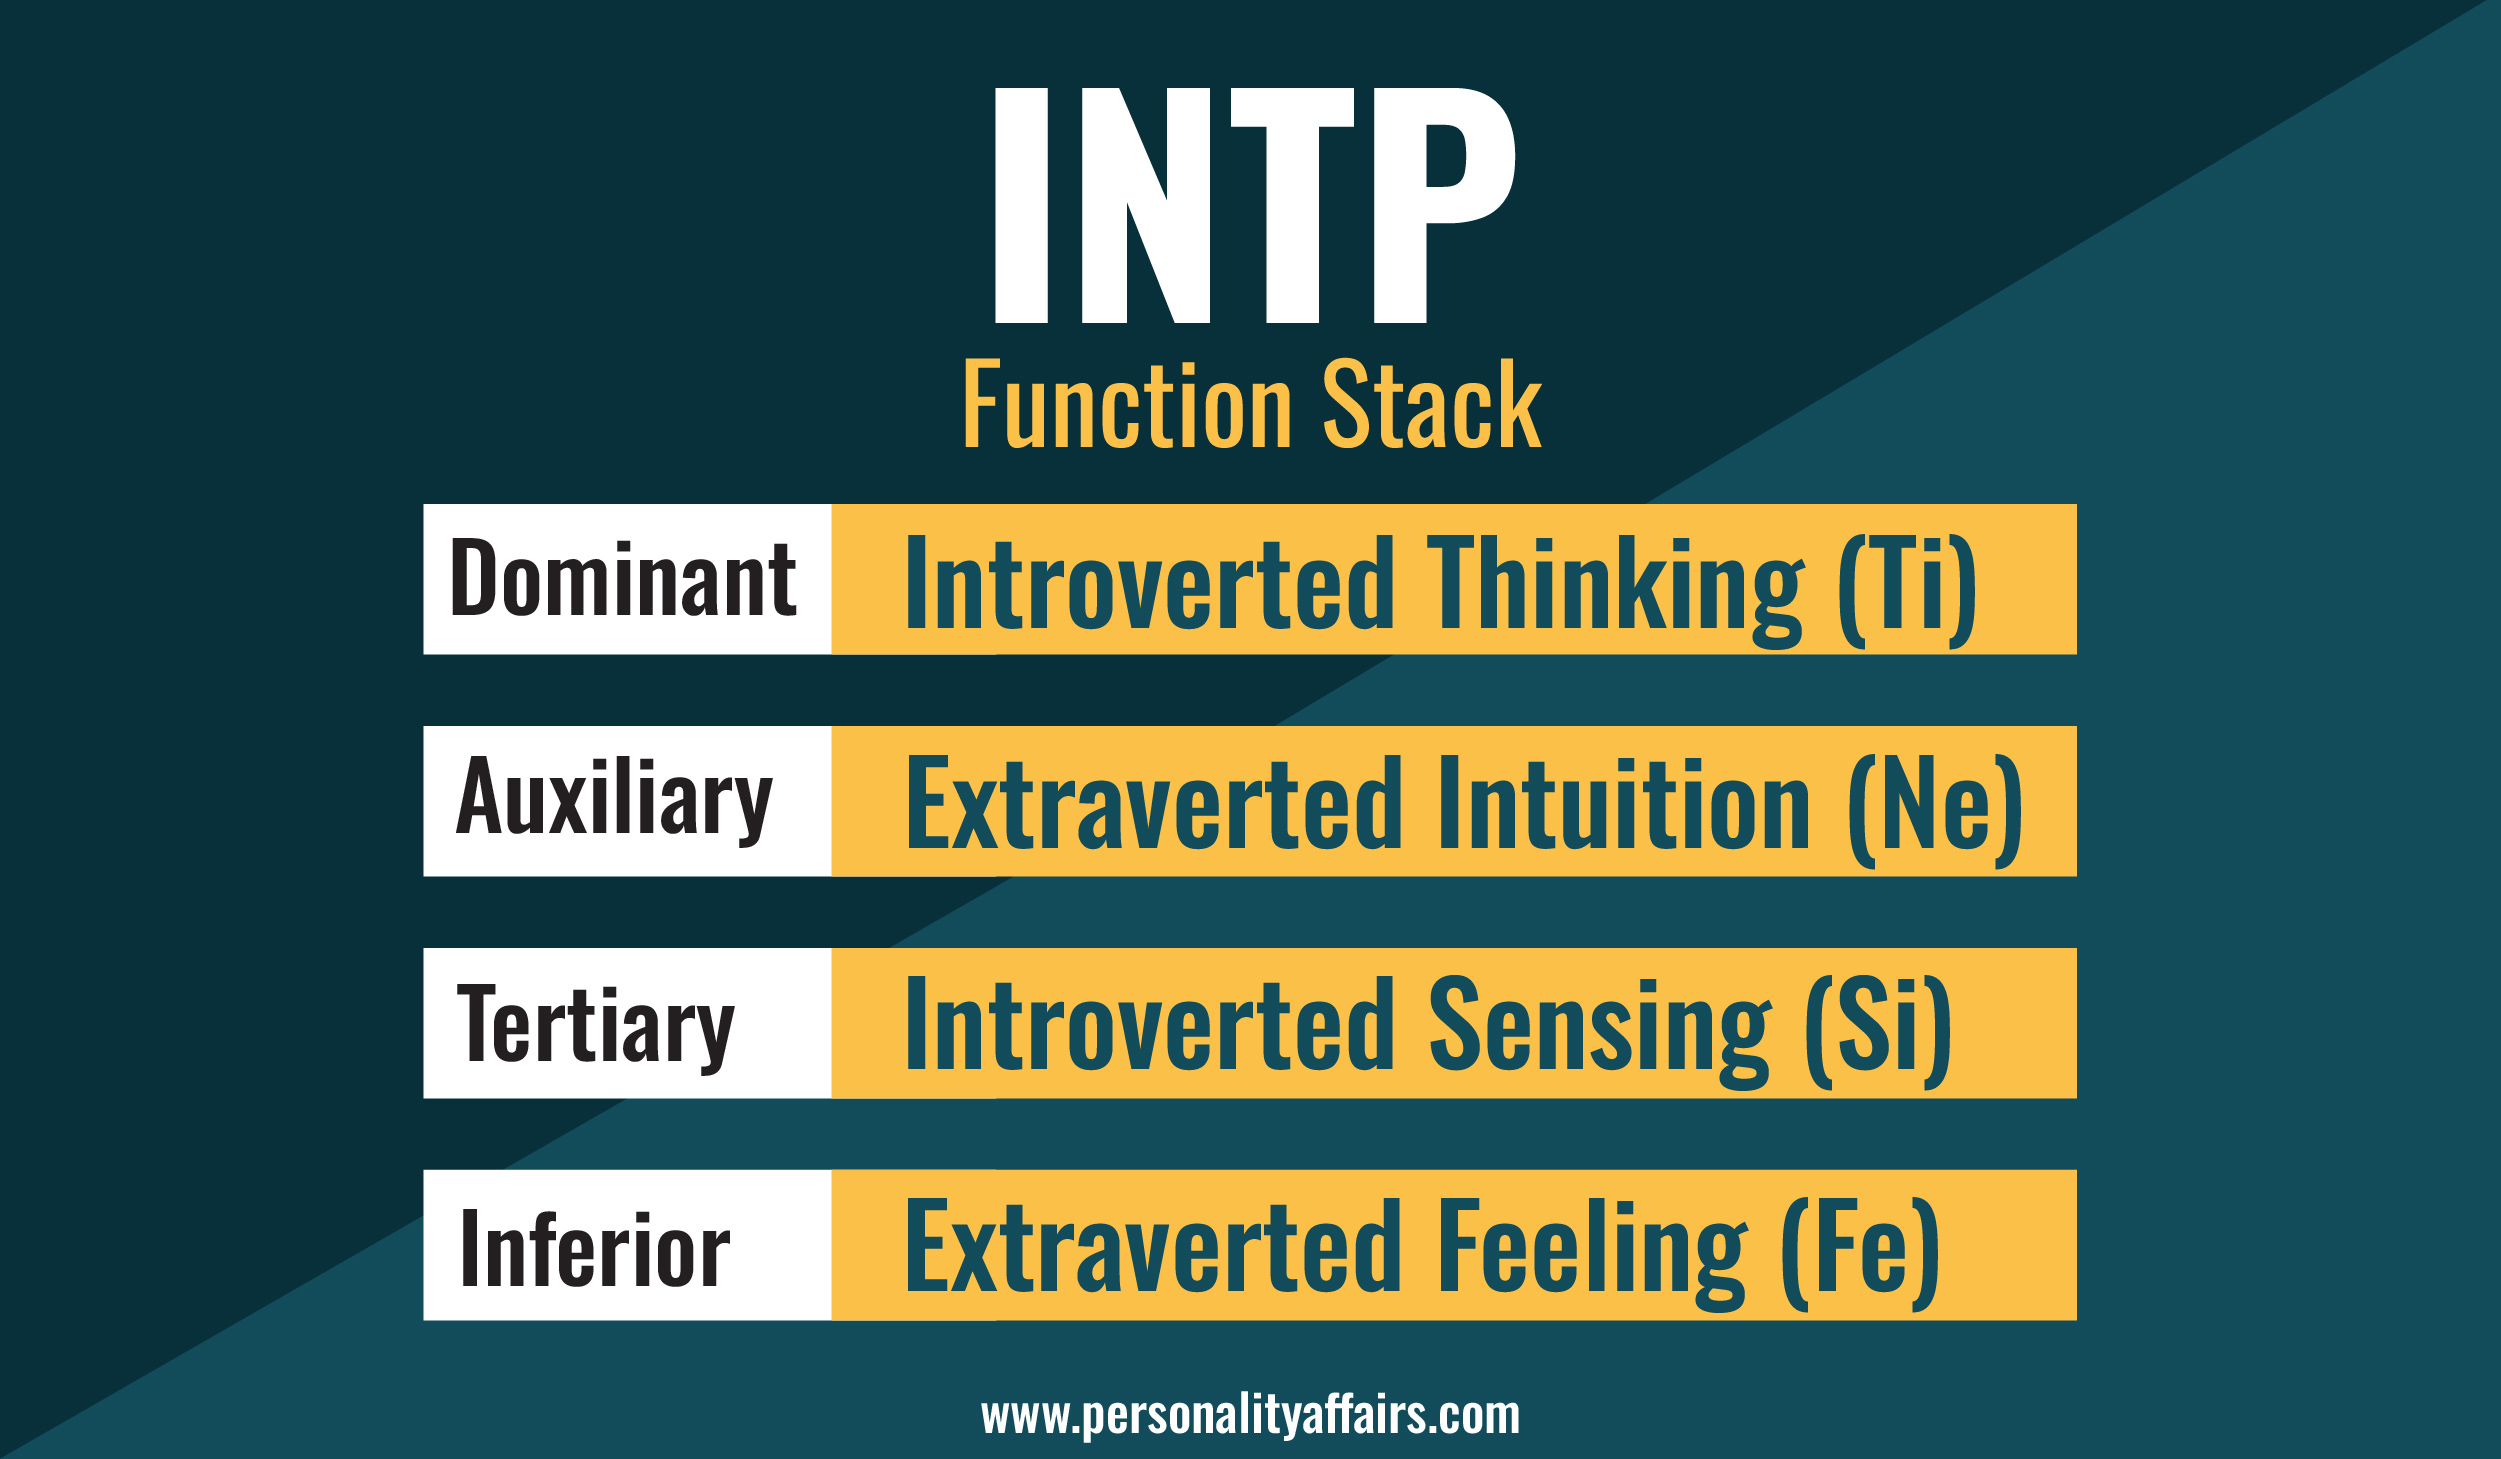 INTP
Function Stack
Dominant Introverted Thinking (Ti)
Auxiliary Extraverted Intuition (Ne)
Tertiary Introverted Sensing (Si)
Inferior Extraverted Feeling (Fe)
www.personalityaffairs.com